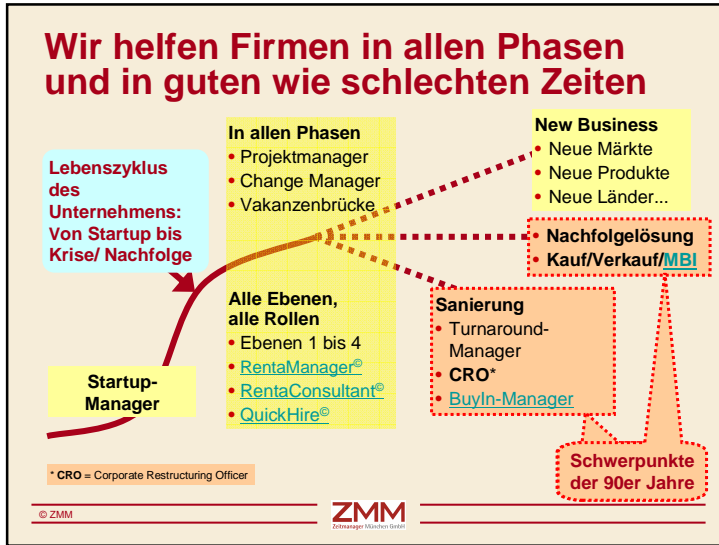 Wir helfen Firmen in allen Phasen
und in guten wie schlechten Zeiten
Lebenszyklus
des
Unternehmens:
Von Startup bis
Krise/ Nachfolge
In allen Phasen
• Projektmanager
• Change Manager
• Vakanzenbrücke
New Business
• Neue Märkte
• Neue Produkte
• Neue Länder...
• Nachfolgelösung
• Kauf/Verkauf/MBI
Alle Ebenen,
alle Rollen
• Ebenen 1 bis 4
• RentaManager©
• RentaConsultant©
• QuickHire©
Sanierung
• Turnaround-
Manager
• CRO*
• BuyIn-Manager
Startup-
Manager
Schwerpunkte
der 90er Jahre
* CRO = Corporate Restructuring Officer
© ZMM
ZMM
Zeitmanager München GmbH